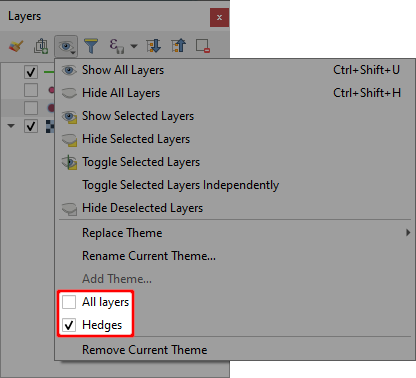 Layers
Show All Layers Ctrl+Shift+U
Hide All Layers Ctrl+Shift+H
Show Selected Layers
Hide Selected Layers
Toggle Selected Layers
Toggle Selected Layers Independently
Hide Deselected Layers
Replace Theme
Rename Current Theme...
Add Theme...
All layers
Hedges
Remove Current Theme